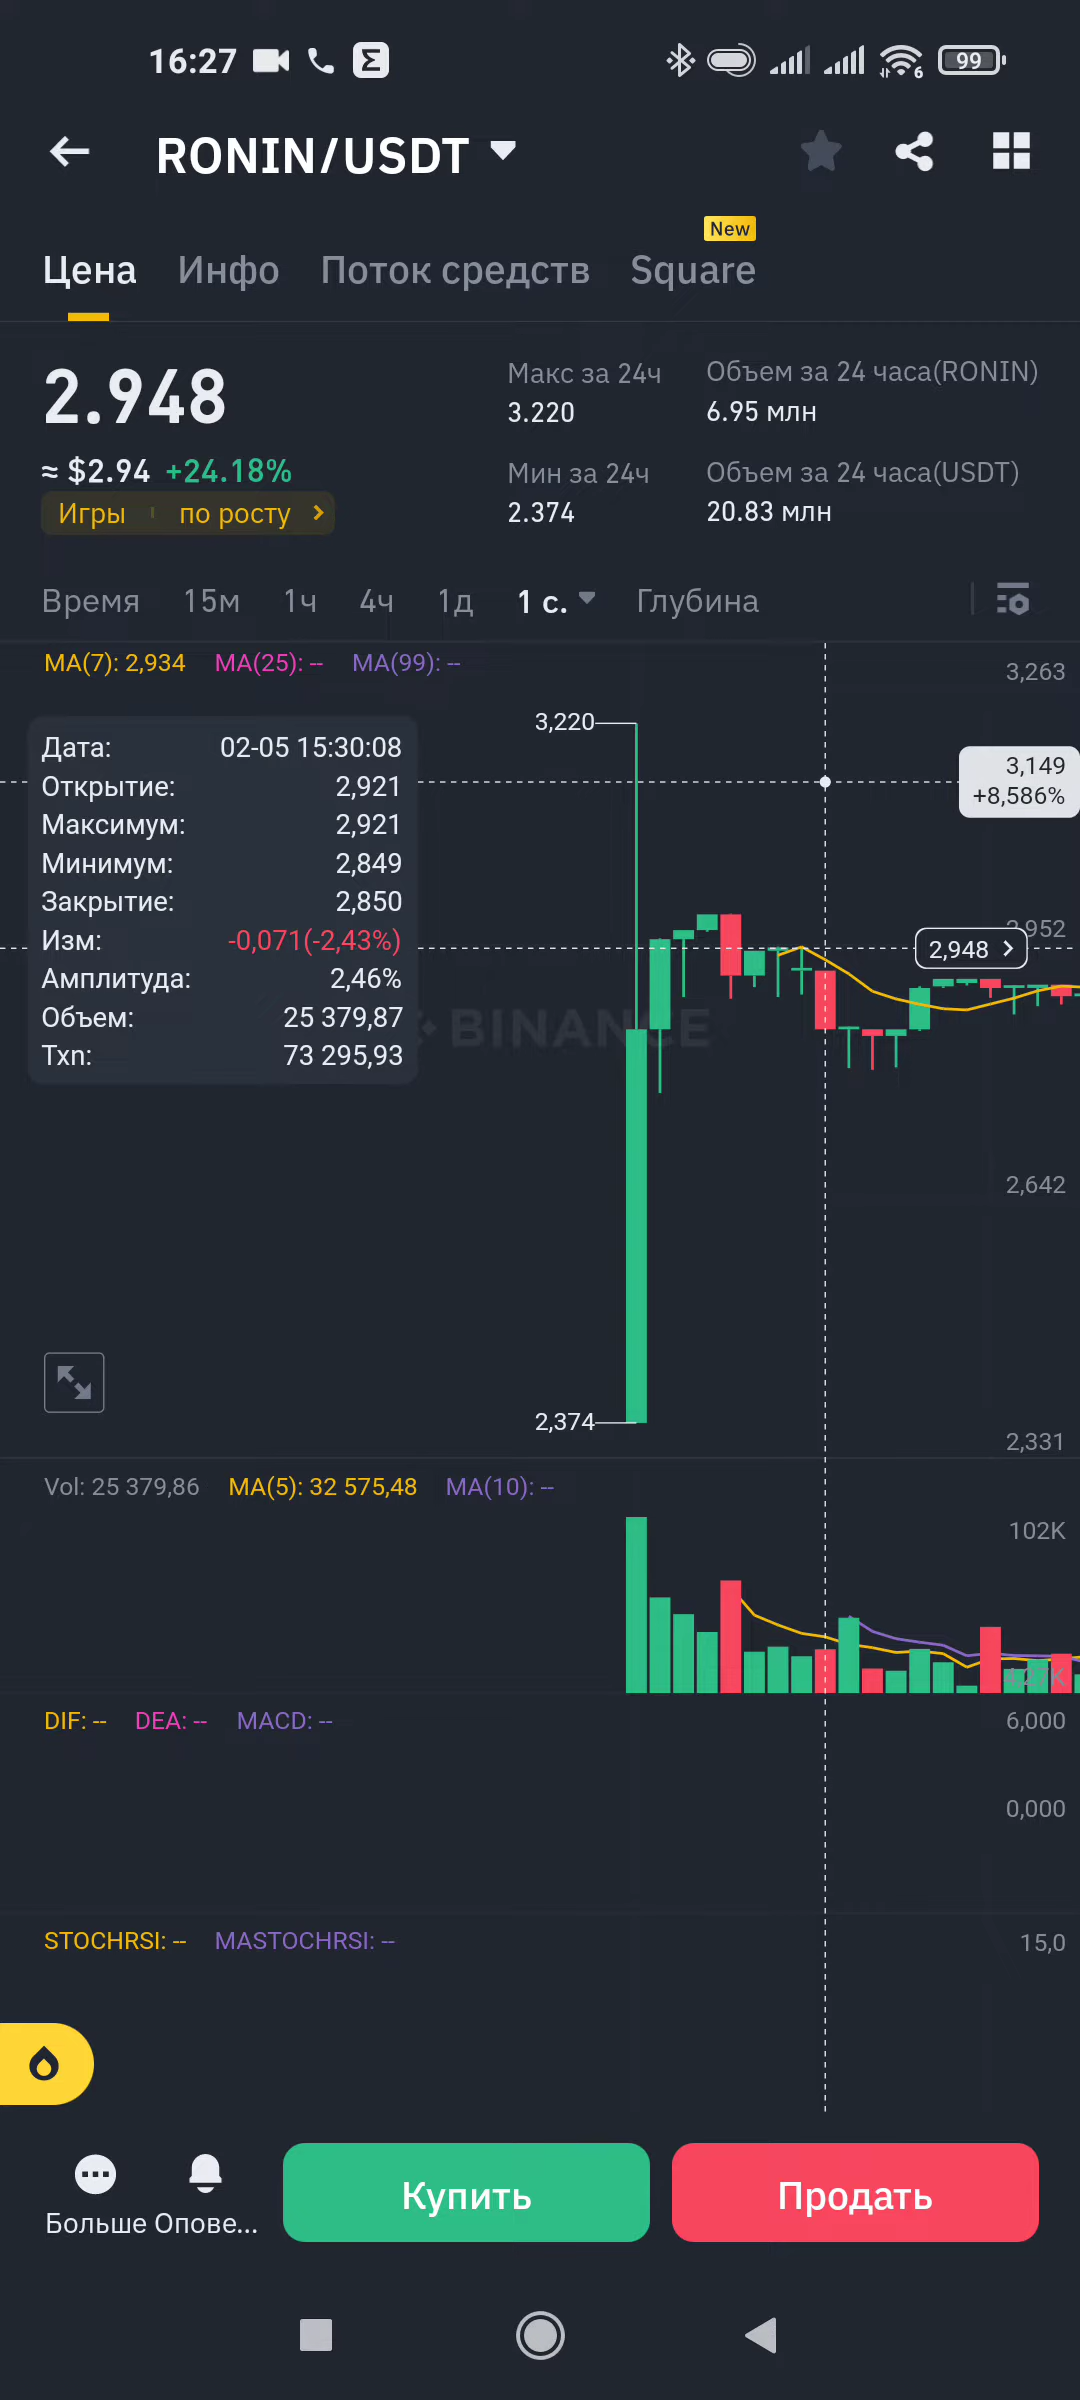 16:27 Σ 6 99
RONIN/USDT
New
Цена Инфо Поток средств Square
2.948
≈ $2.94 +24.18%
Игры по росту
Макс за 24ч
3.220
Объем за 24 часа(RONIN)
6.95 млн
Мин за 24ч
2.374
Объем за 24 часа(USDT)
20.83 млн
Время 15м 1ч 4ч 1д 1 с. Глубина
MA(7): 2,934 MA(25): -- MA(99): --
3,263
3,220
Дата: 02-05 15:30:08
Открытие: 2,921
Максимум: 2,921
Минимум: 2,849
Закрытие: 2,850
Изм: -0,071(-2,43%)
Амплитуда: 2,46%
Объем: 25 379,87
Txn: 73 295,93
3,149
+8,586%
2,952
2,948
BINANCE
2,642
2,374
2,331
Vol: 25 379,86 MA(5): 32 575,48 MA(10): --
102K
DIF: -- DEA: -- MACD: --
6,000
0,000
STOCHRSI: -- MASTOCHRSI: --
15,0
Больше Опове...
Купить
Продать